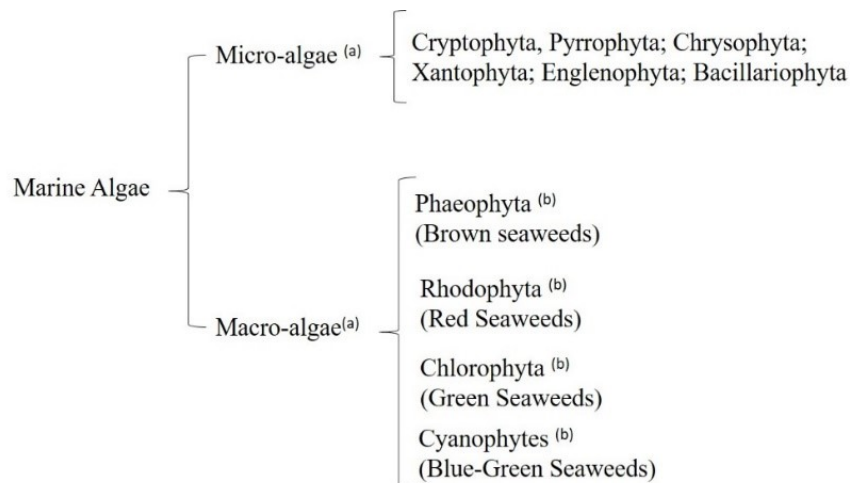 Micro-algae (a)
Cryptophyta, Pyrrophyta; Chrysophyta;
Xantophyta; Englenophyta; Bacillariophyta
Marine Algae
Macro-algae(a)
Phaeophyta (b)
(Brown seaweeds)
Rhodophyta (b)
(Red Seaweeds)
Chlorophyta (b)
(Green Seaweeds)
Cyanophytes (b)
(Blue-Green Seaweeds)